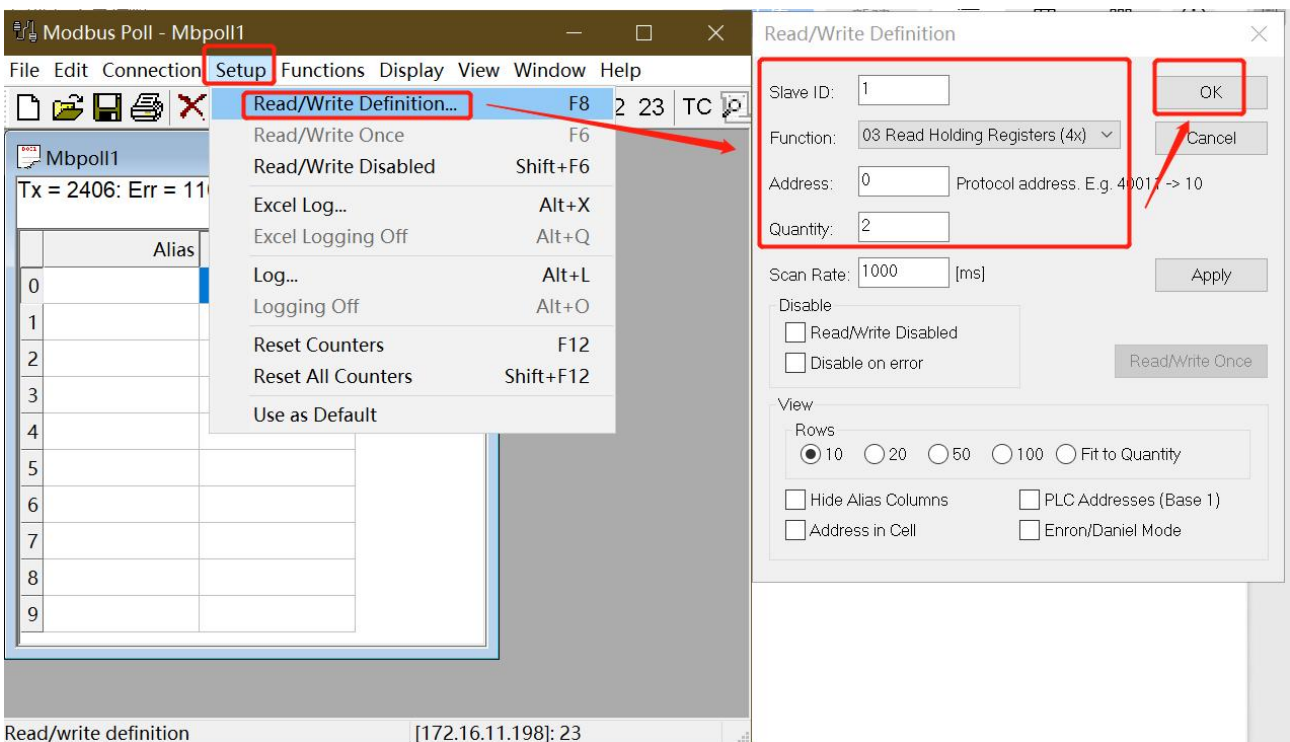 Modbus Poll - Mbpoll1
File Edit Connection Setup Functions Display View Window Help
2 23 TC
Read/Write Definition... F8
Read/Write Once F6
Read/Write Disabled Shift+F6
Excel Log... Alt+X
Excel Logging Off Alt+Q
Log... Alt+L
Logging Off Alt+O
Reset Counters F12
Reset All Counters Shift+F12
Use as Default
Mbpoll1
Tx = 2406: Err = 11
Alias
0
1
2
3
4
5
6
7
8
9
Read/write definition [172.16.11.198]: 23
Read/Write Definition
Slave ID: 1 OK
Function: 03 Read Holding Registers (4x) Cancel
Address: 0 Protocol address. E.g. 40011 -> 10
Quantity: 2
Scan Rate: 1000 [ms] Apply
Disable
Read/Write Disabled
Disable on error
Read/Write Once
View
Rows
10 20 50 100 Fit to Quantity
Hide Alias Columns PLC Addresses (Base 1)
Address in Cell Enron/Daniel Mode